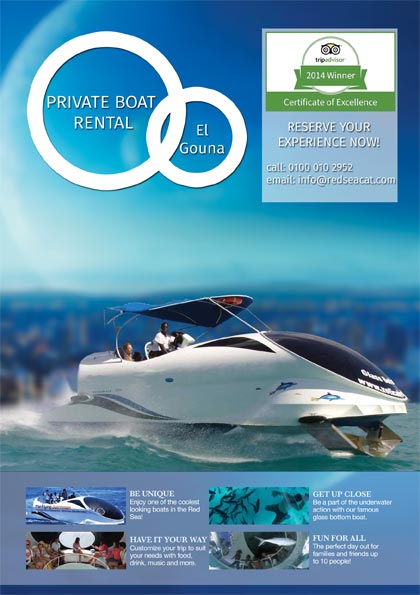 PRIVATE BOAT
RENTAL
El
Gouna
tripadvisor
2014 Winner
Certificate of Excellence
RESERVE YOUR
EXPERIENCE NOW!
call: 0100 010 2952
email: info@redseacat.com
Glass
BE UNIQUE
Enjoy one of the coolest
looking boats in the Red
Sea!
HAVE IT YOUR WAY
Customize your trip to suit
your needs with food,
drink, music and more.
GET UP CLOSE
Be a part of the underwater
action with our famous
glass bottom boat.
FUN FOR ALL
The perfect day out for
families and friends up
to 10 people!